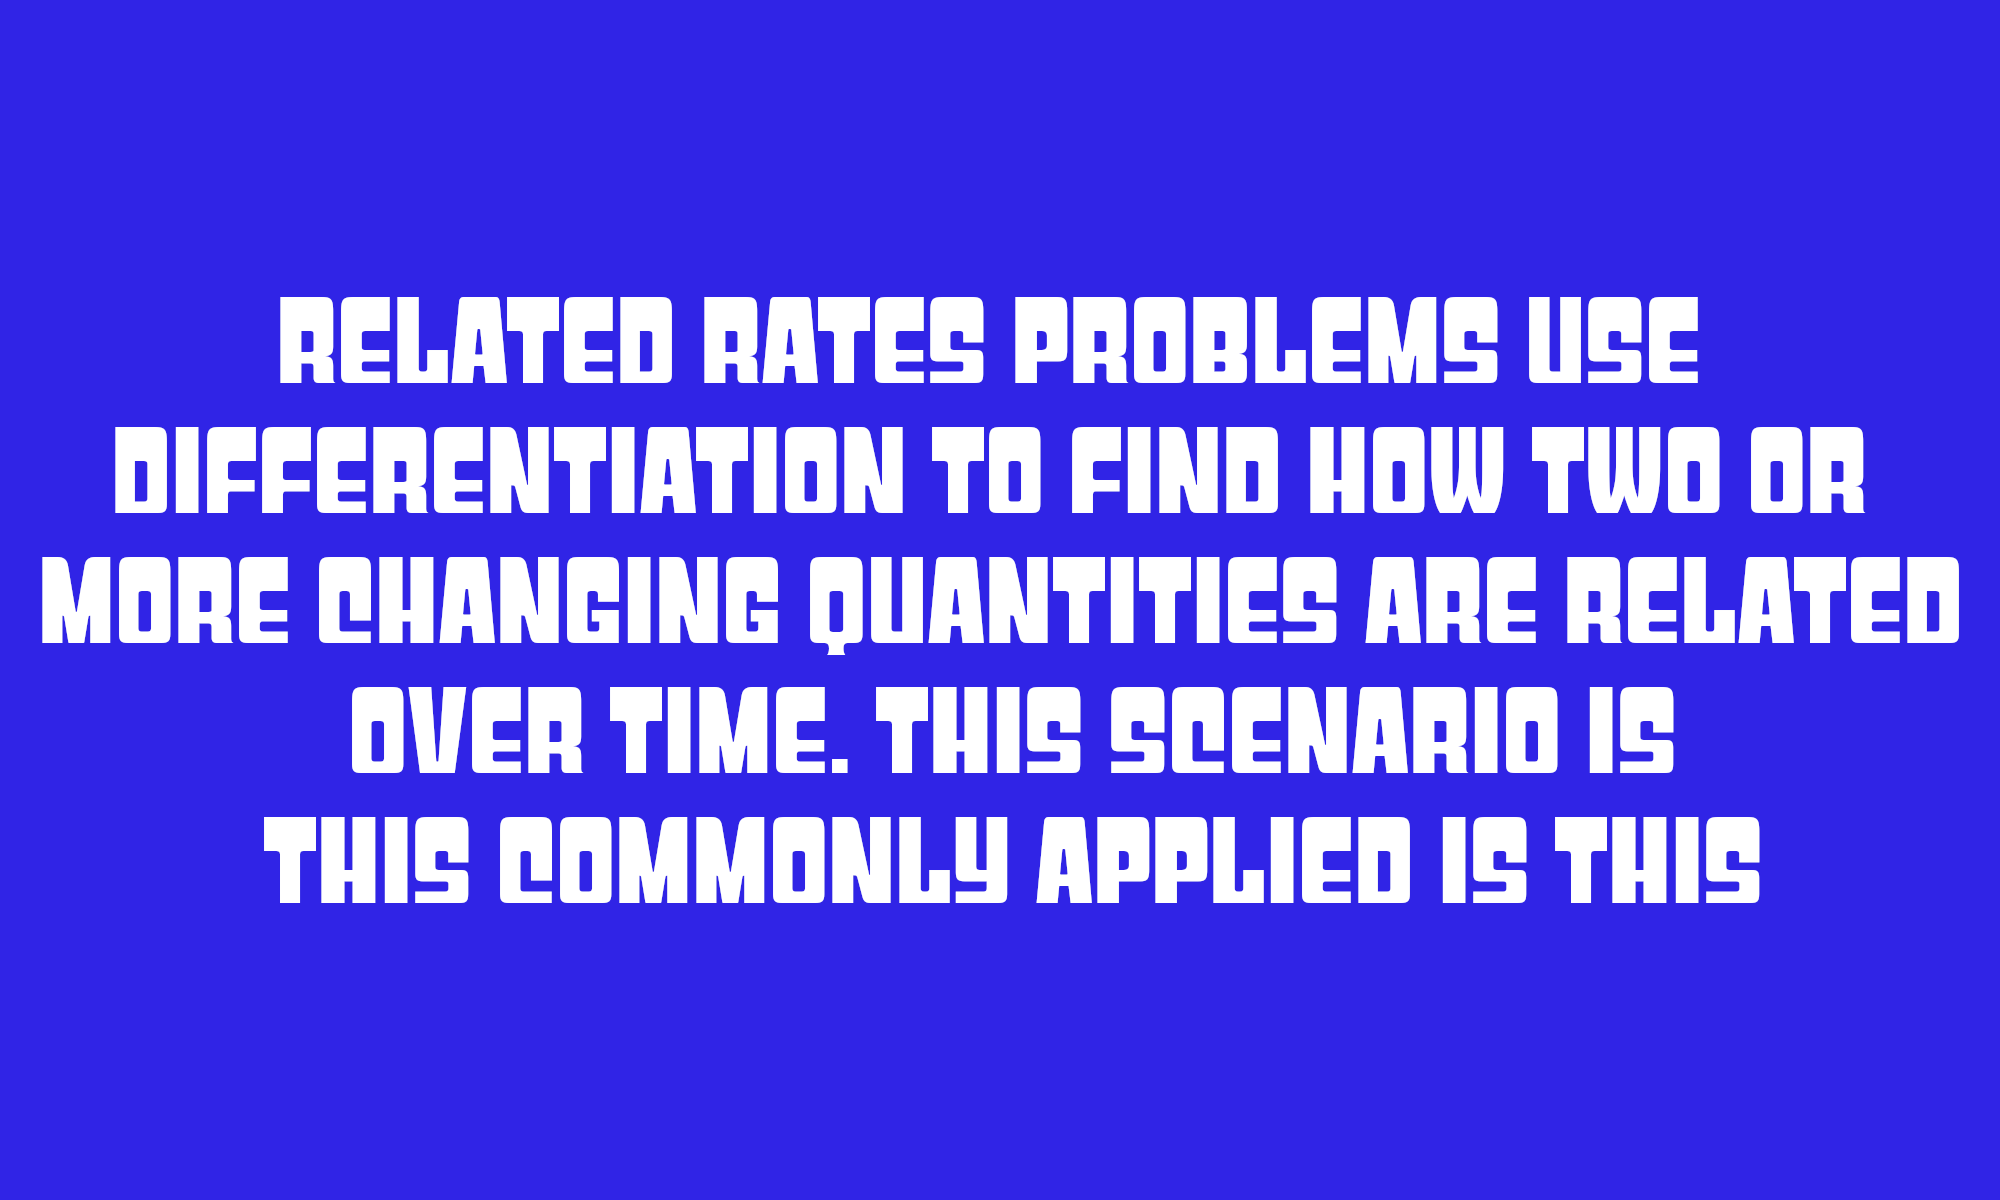 RELATED RATES PROBLEMS USE
DIFFERENTIATION TO FIND HOW TWO OR
MORE CHANGING QUANTITIES ARE RELATED
OVER TIME. THIS SCENARIO IS
THIS COMMONLY APPLIED IS THIS